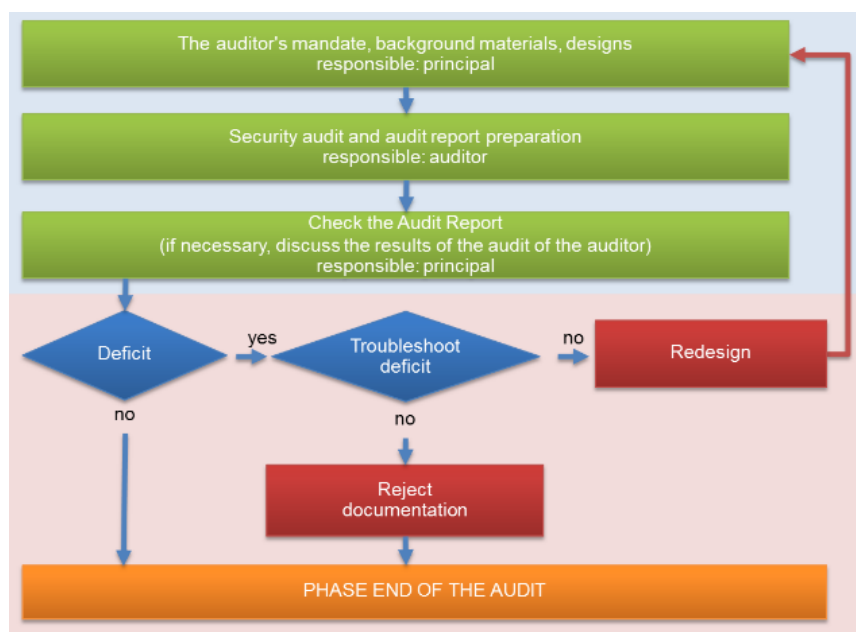 The auditor's mandate, background materials, designs
responsible: principal
Security audit and audit report preparation
responsible: auditor
Check the Audit Report
(if necessary, discuss the results of the audit of the auditor)
responsible: principal
Deficit
yes
Troubleshoot
deficit
no
Redesign
no
no
Reject
documentation
PHASE END OF THE AUDIT